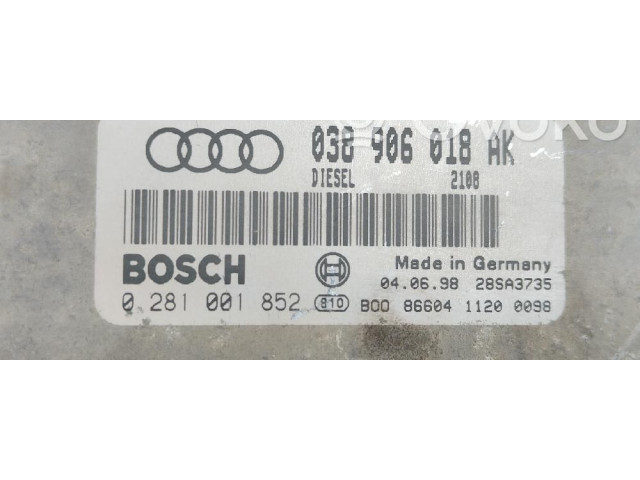 038 906 018 AK
DIESEL 2108
BOSCH
Made in Germany
04.06.98 28SA3735
0 281 001 852 810 B00 86604 1120 0098